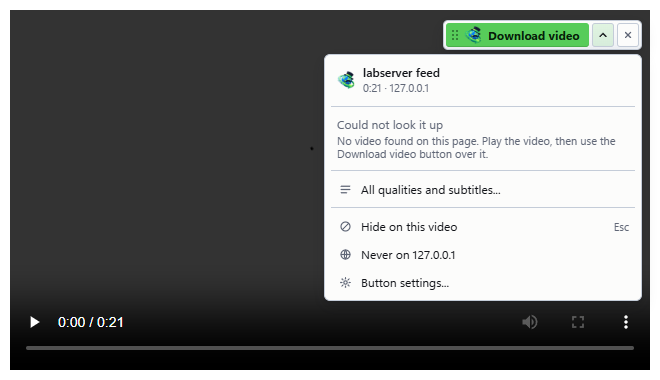 Download video
labserver feed
0:21 · 127.0.0.1
Could not look it up
No video found on this page. Play the video, then use the
Download video button over it.
All qualities and subtitles...
Hide on this video Esc
Never on 127.0.0.1
Button settings...
0:00 / 0:21